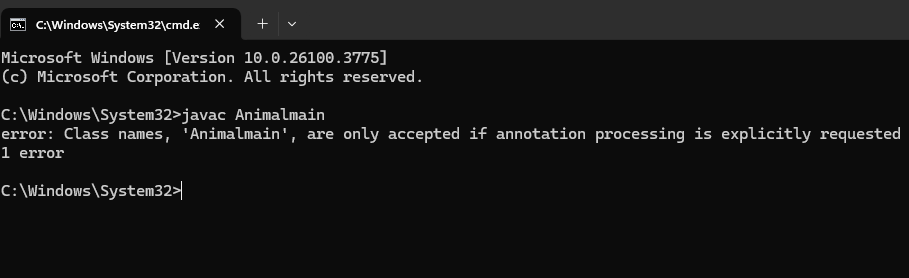 C:\Windows\System32\cmd.e
Microsoft Windows [Version 10.0.26100.3775]
(c) Microsoft Corporation. All rights reserved.
C:\Windows\System32>javac Animalmain
error: Class names, 'Animalmain', are only accepted if annotation processing is explicitly requested
1 error
C:\Windows\System32>